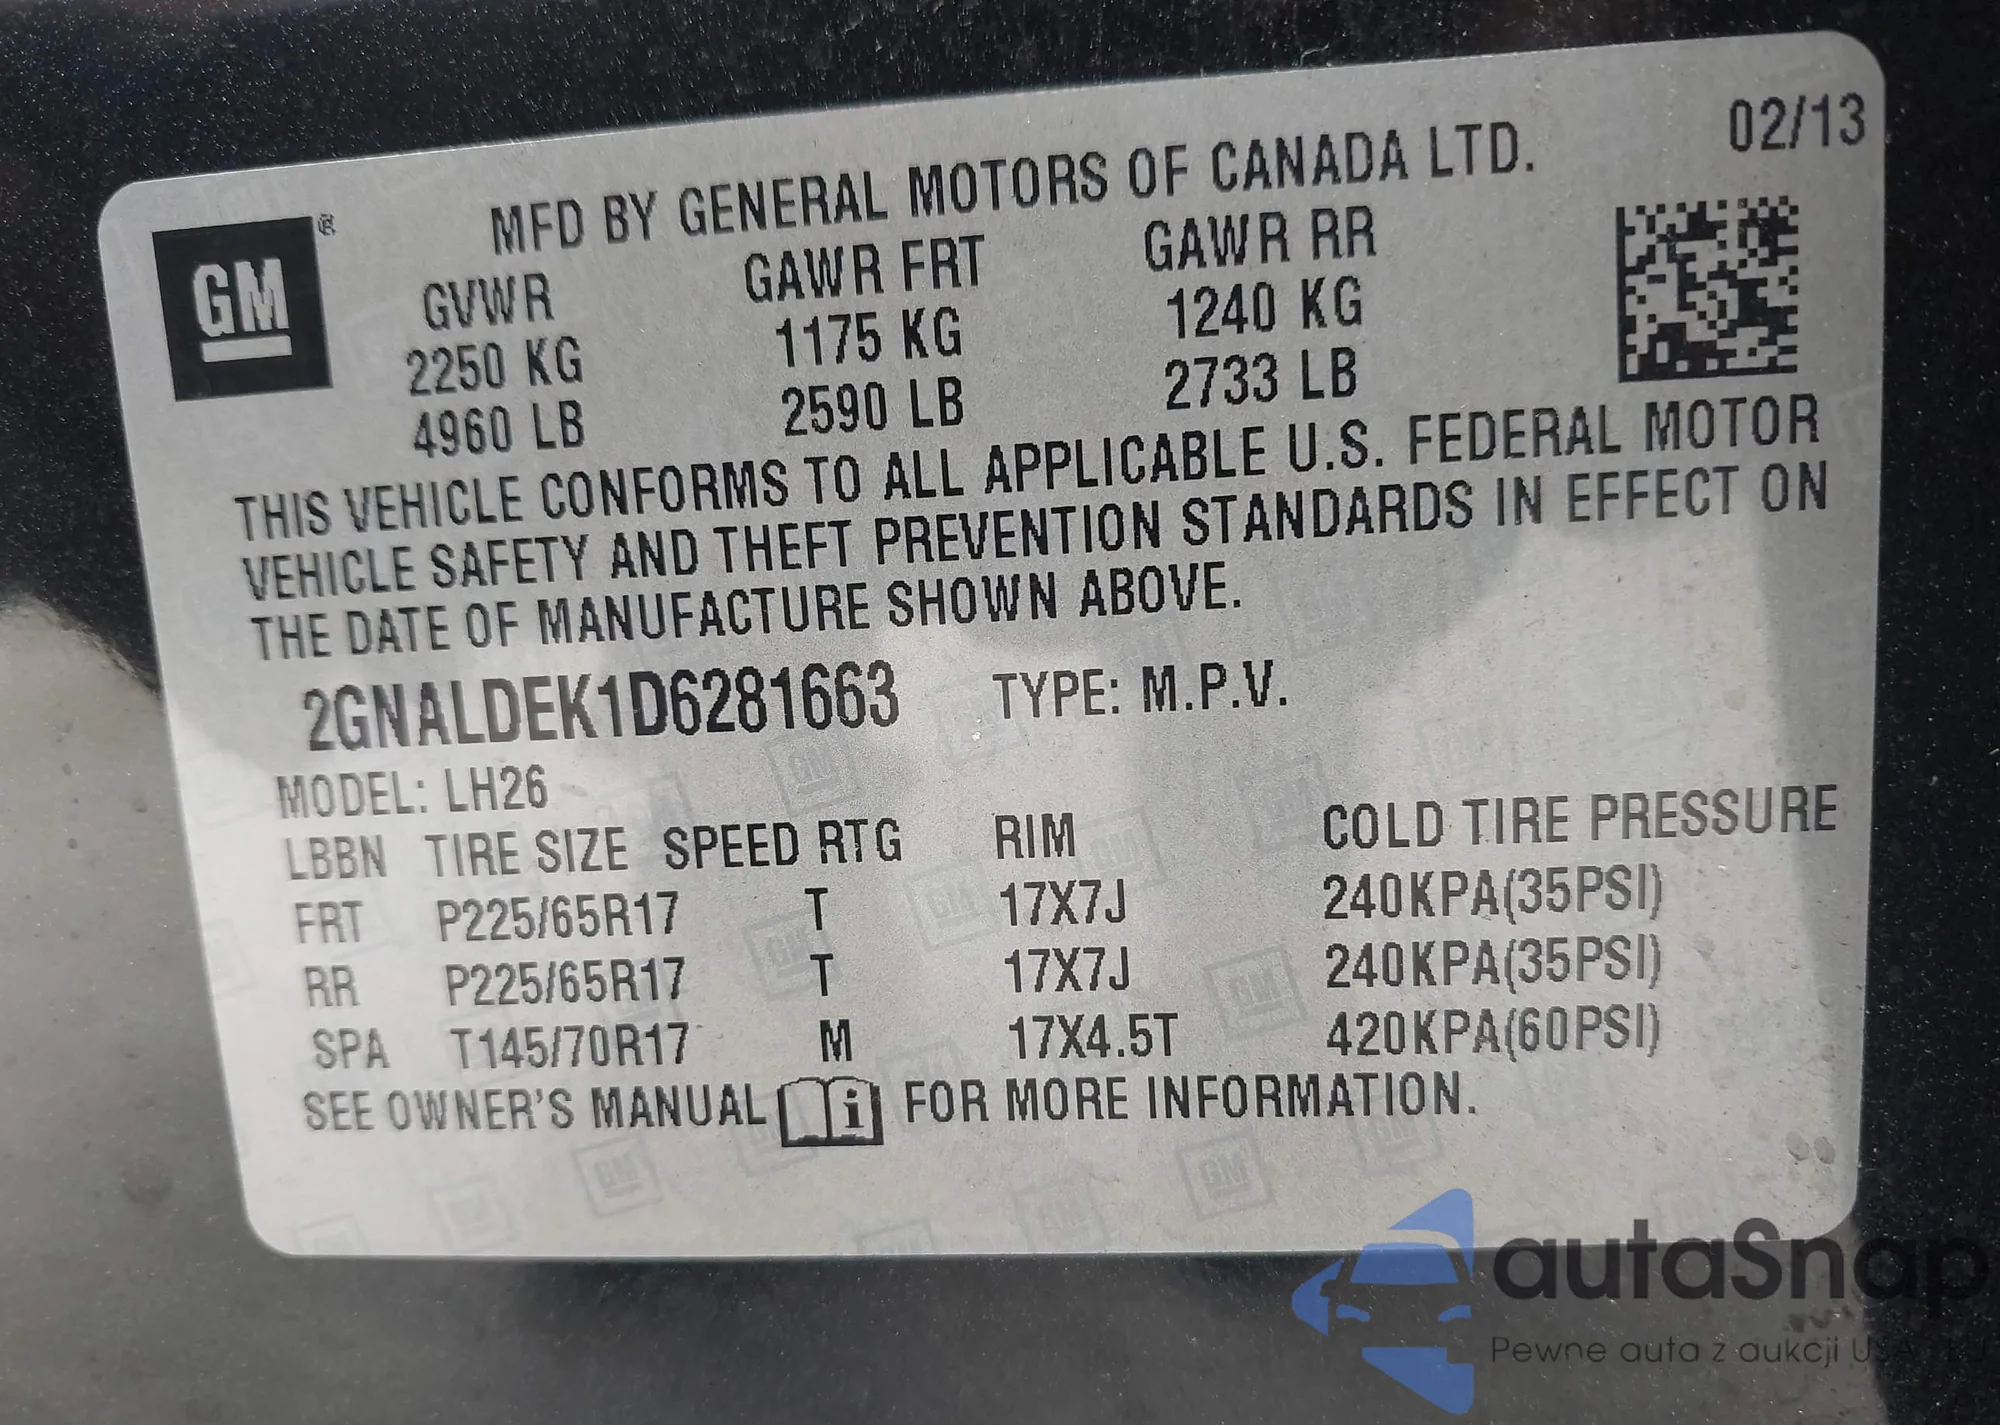 02/13
MFD BY GENERAL MOTORS OF CANADA LTD.
GM ®
GVWR GAWR FRT GAWR RR
2250 KG 1175 KG 1240 KG
4960 LB 2590 LB 2733 LB
THIS VEHICLE CONFORMS TO ALL APPLICABLE U.S. FEDERAL MOTOR
VEHICLE SAFETY AND THEFT PREVENTION STANDARDS IN EFFECT ON
THE DATE OF MANUFACTURE SHOWN ABOVE.
2GNALDEK1D6281663 TYPE: M.P.V.
MODEL: LH26
LBBN TIRE SIZE SPEED RTG RIM COLD TIRE PRESSURE
FRT P225/65R17 T 17X7J 240KPA(35PSI)
RR P225/65R17 T 17X7J 240KPA(35PSI)
SPA T145/70R17 M 17X4.5T 420KPA(60PSI)
SEE OWNER'S MANUAL i FOR MORE INFORMATION.
autaSnap
Pewne auta z aukcji USA